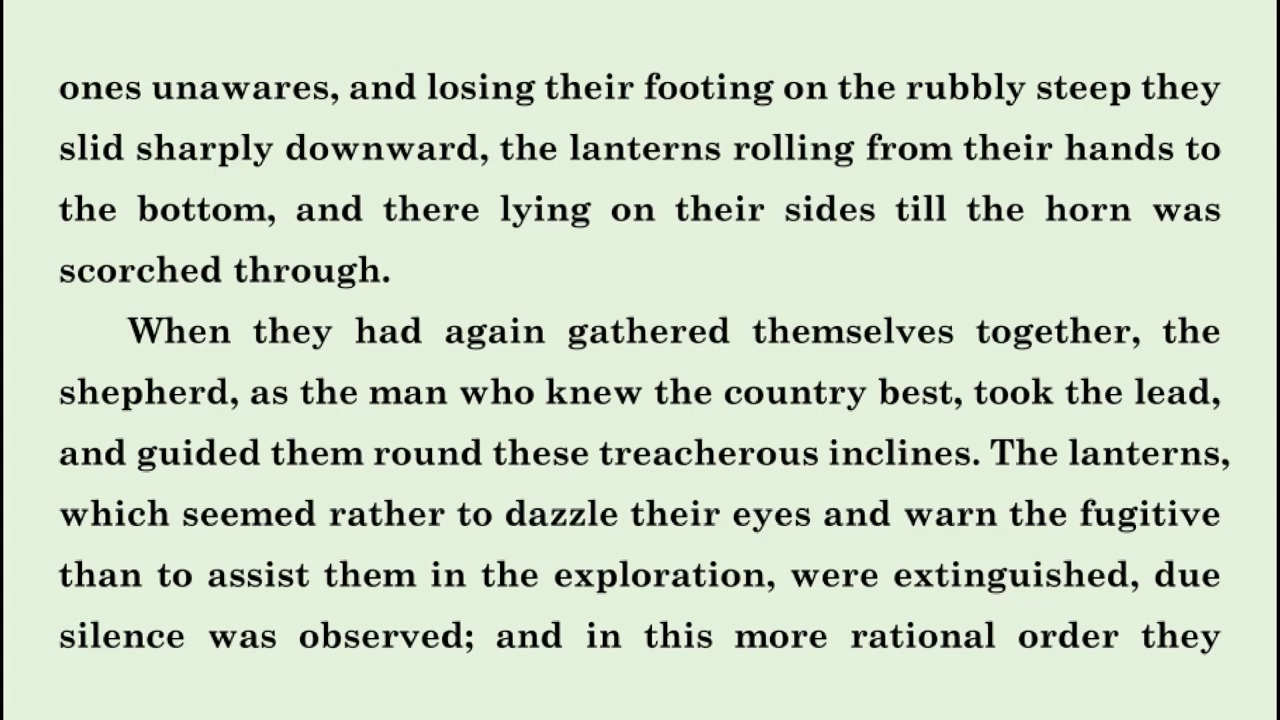 ones unawares, and losing their footing on the rubbly steep they
slid sharply downward, the lanterns rolling from their hands to
the bottom, and there lying on their sides till the horn was
scorched through.
When they had again gathered themselves together, the
shepherd, as the man who knew the country best, took the lead,
and guided them round these treacherous inclines. The lanterns,
which seemed rather to dazzle their eyes and warn the fugitive
than to assist them in the exploration, were extinguished, due
silence was observed; and in this more rational order they